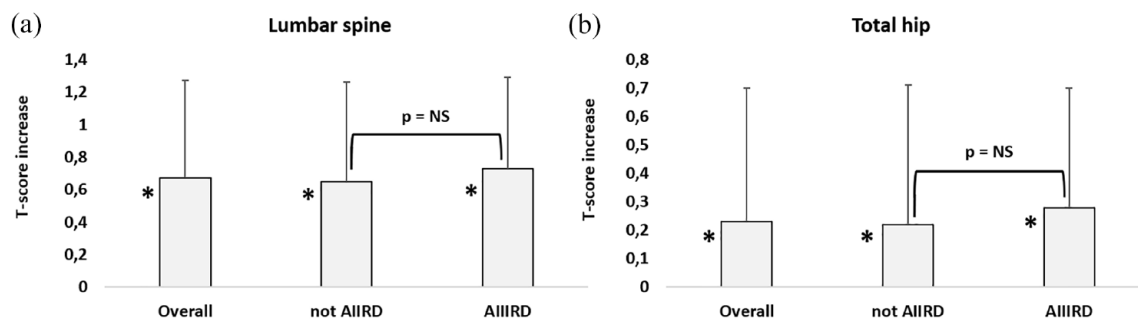 (a)
Lumbar spine
T-score increase
1,4
1,2
1
0,8
0,6
0,4
0,2
0
p = NS
*
*
*
Overall
not AIIRD
AIIIRD
(b)
Total hip
T-score increase
0,8
0,7
0,6
0,5
0,4
0,3
0,2
0,1
0
p = NS
*
*
*
Overall
not AIIRD
AIIIRD